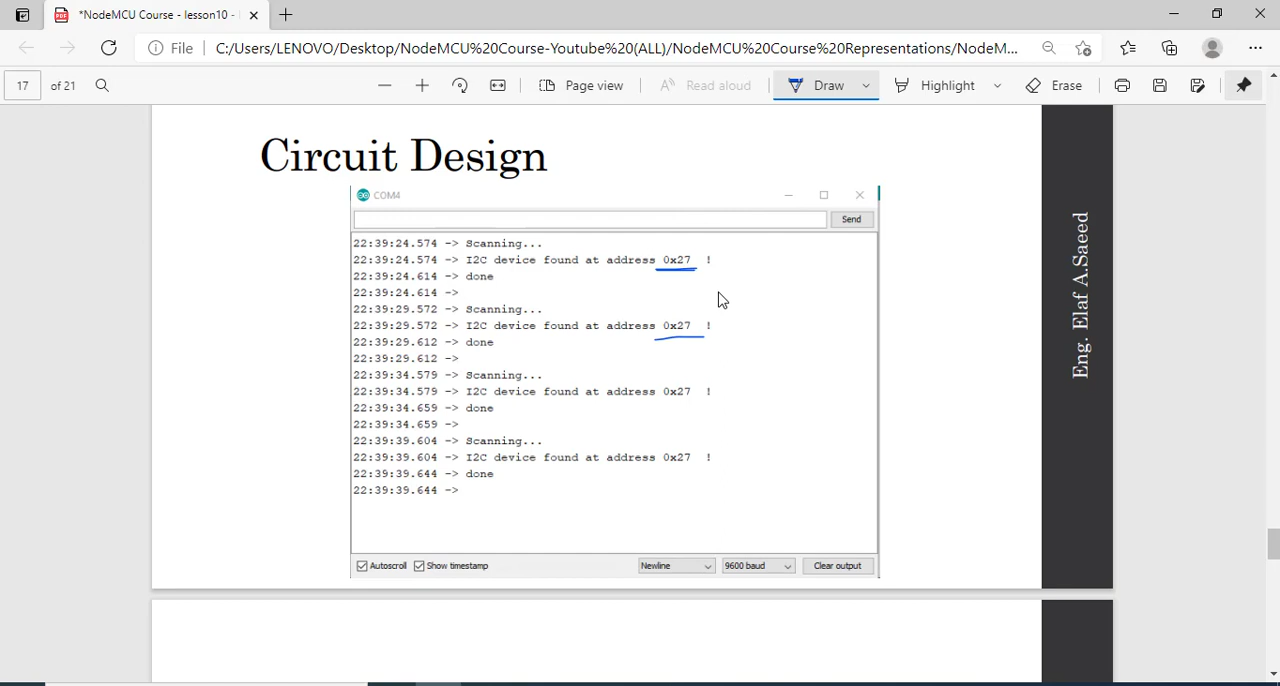 *NodeMCU Course - lesson10 -
File
C:/Users/LENOVO/Desktop/NodeMCU%20Course-Youtube%20(ALL)/NodeMCU%20Course%20Representations/NodeM...
17 of 21
Page view
Read aloud
Draw
Highlight
Erase
Circuit Design
COM4
Send
22:39:24.574 -> Scanning...
22:39:24.574 -> I2C device found at address 0x27  !
22:39:24.614 -> done
22:39:24.614 ->
22:39:29.572 -> Scanning...
22:39:29.572 -> I2C device found at address 0x27  !
22:39:29.612 -> done
22:39:29.612 ->
22:39:34.579 -> Scanning...
22:39:34.579 -> I2C device found at address 0x27  !
22:39:34.659 -> done
22:39:34.659 ->
22:39:39.604 -> Scanning...
22:39:39.604 -> I2C device found at address 0x27  !
22:39:39.644 -> done
22:39:39.644 ->
Autoscroll
Show timestamp
Newline
9600 baud
Clear output
Eng. Elaf A.Saeed